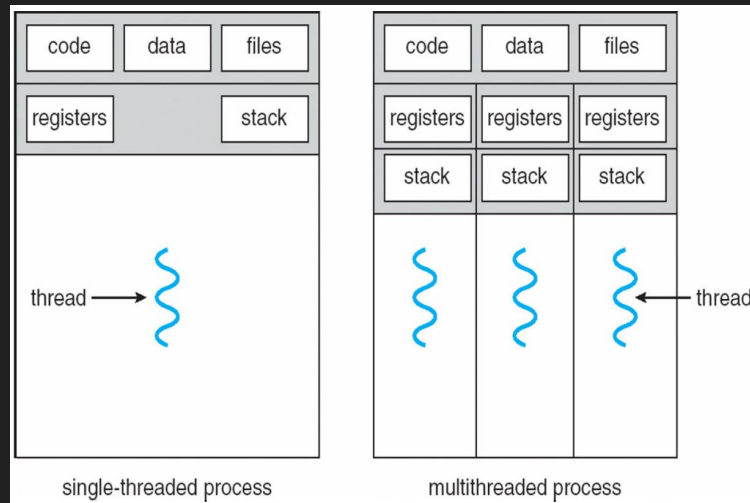 code data files
registers stack
thread
single-threaded process
code data files
registers registers registers
stack stack stack
thread
multithreaded process